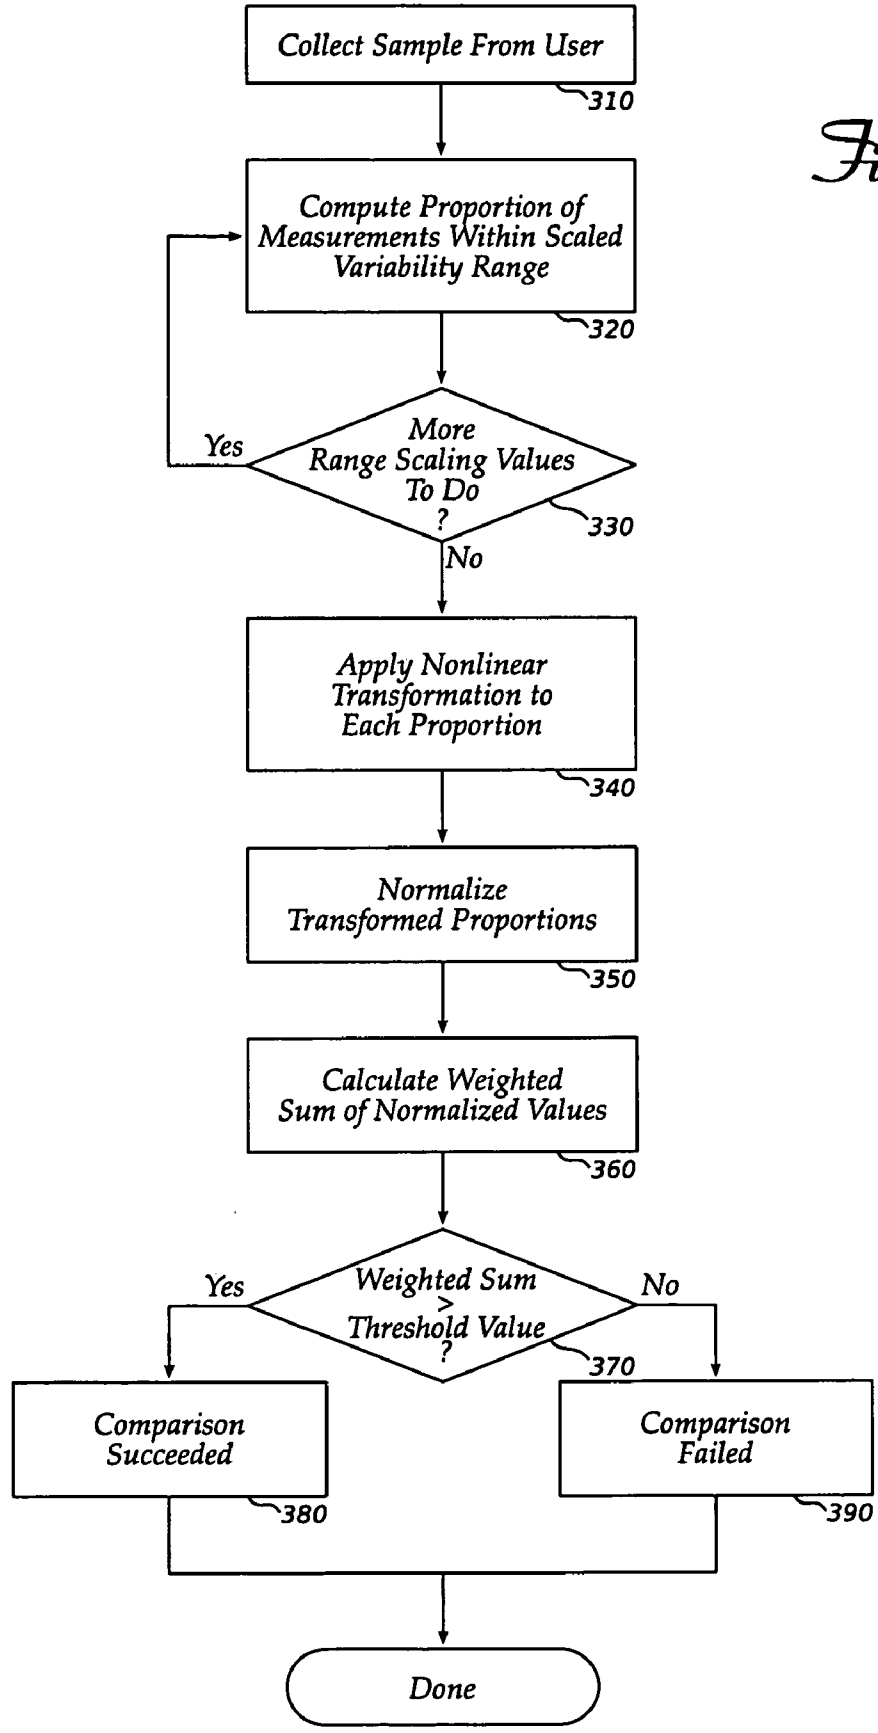 Collect Sample From User
310
Compute Proportion of
Measurements Within Scaled
Variability Range
320
More
Range Scaling Values
To Do
?
Yes
330
No
Apply Nonlinear
Transformation to
Each Proportion
340
Normalize
Transformed Proportions
350
Calculate Weighted
Sum of Normalized Values
360
Yes
Weighted Sum
>
Threshold Value
?
No
370
Comparison
Succeeded
380
Comparison
Failed
390
Done